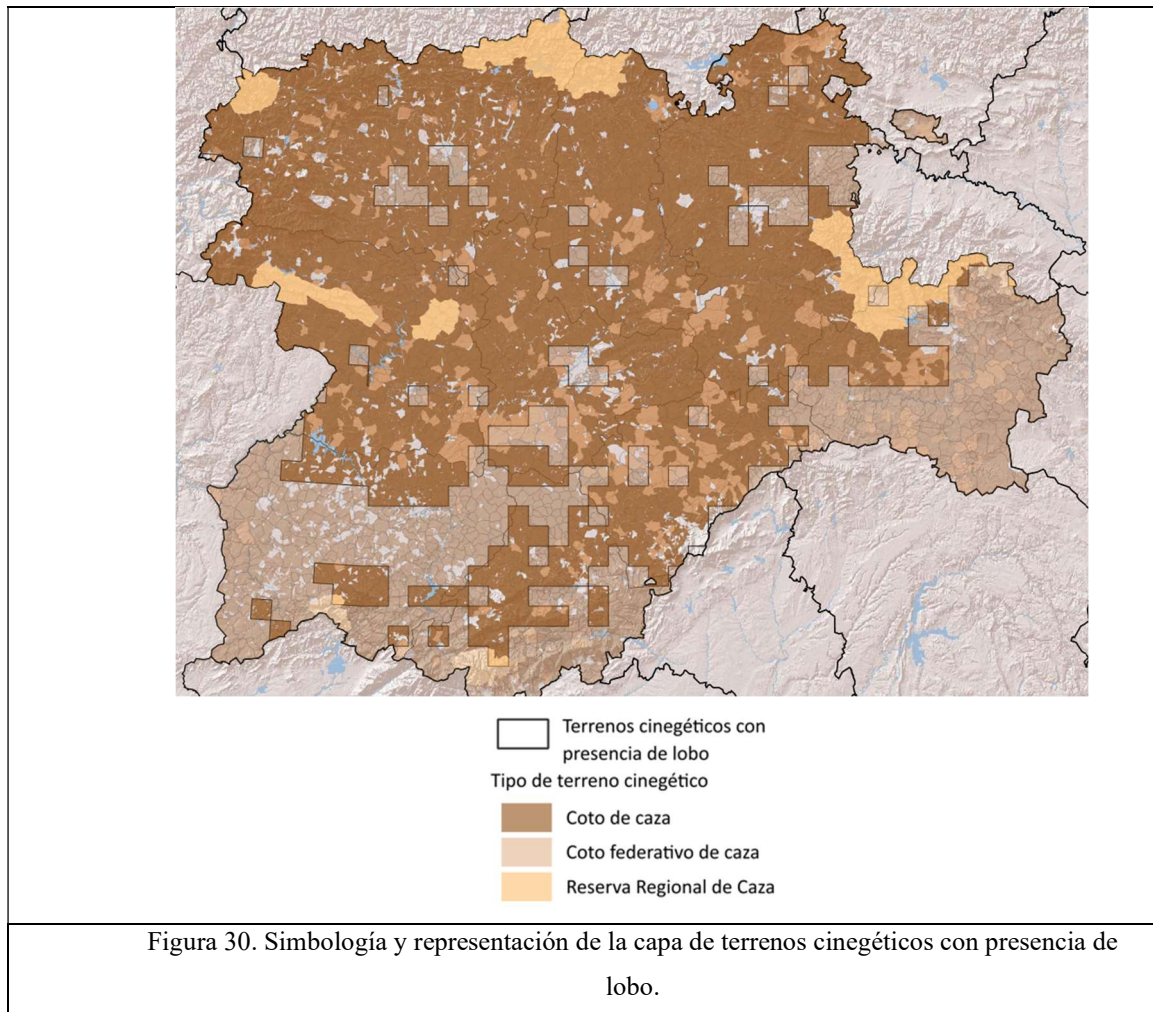 Terrenos cinegéticos con
presencia de lobo
Tipo de terreno cinegético
Coto de caza
Coto federativo de caza
Reserva Regional de Caza
Figura 30. Simbología y representación de la capa de terrenos cinegéticos con presencia de
lobo.